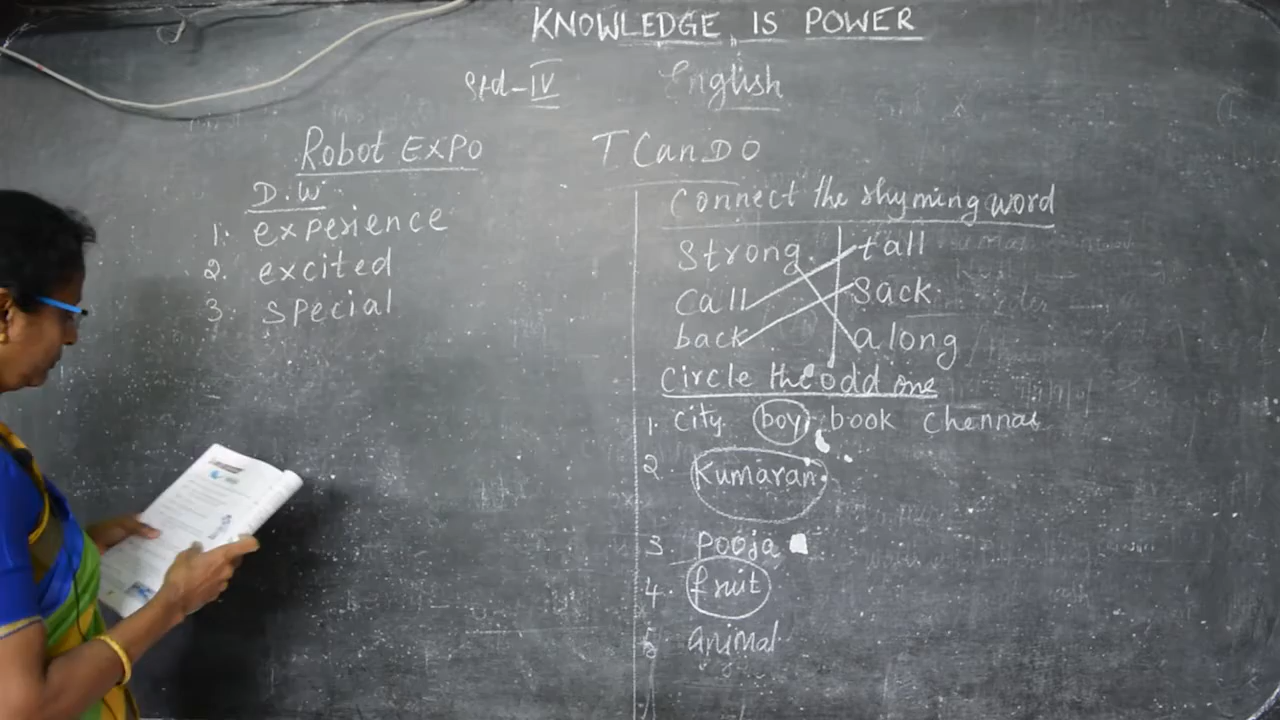 KNOWLEDGE IS POWER
Std-IV English
Robot EXPO
D.W
1. experience
2. excited
3. special
I Can DO
Connect the rhyming word
Strong tall
Call Sack
back along
Circle the odd one
1. City boy book Chennai
2. Kumaran
3. Pooja
4. fruit
5 animal